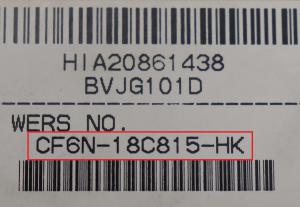 HIA20861438
BVJG101D
WERS NO.
CF6N-18C815-HK